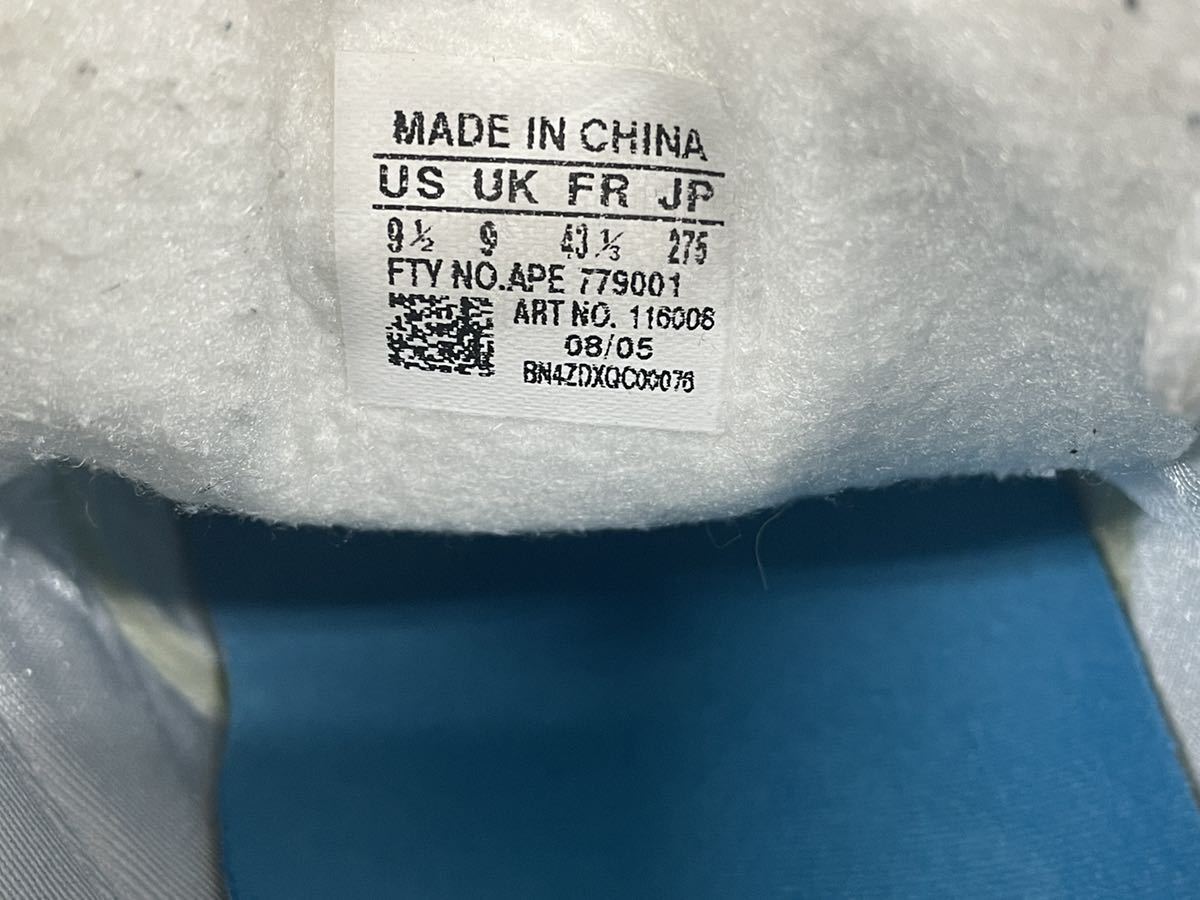 MADE IN CHINA
US UK FR JP
9½ 9 43⅓ 275
FTY NO.APE 779001
ART NO. 116006
08/05
BN4ZDXQC00076